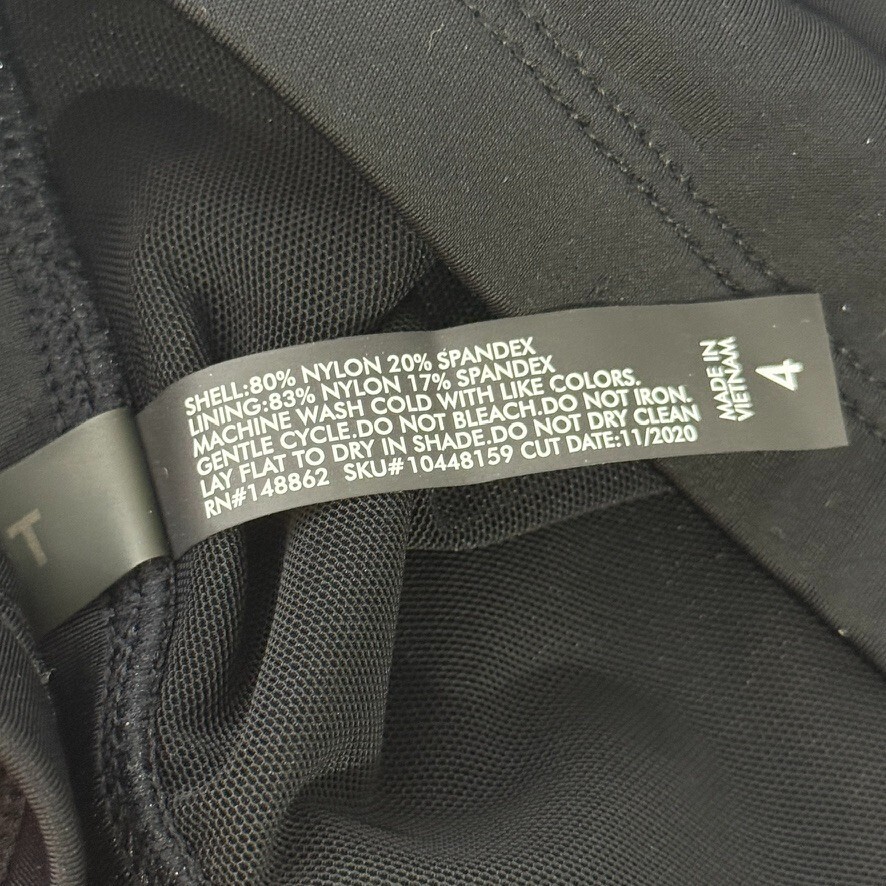 SHELL:80% NYLON 20% SPANDEX
LINING:83% NYLON 17% SPANDEX
MACHINE WASH COLD WITH LIKE COLORS.
GENTLE CYCLE.DO NOT BLEACH.DO NOT IRON.
LAY FLAT TO DRY IN SHADE.DO NOT DRY CLEAN
RN#148862 SKU#10448159 CUT DATE:11/2020
MADE IN
VIETNAM
4
T